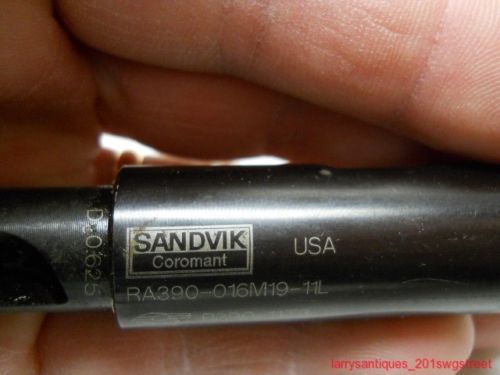 D=0.625
SANDVIK
Coromant
USA
RA390-016M19-11L
larrysantiques_201swgstreet